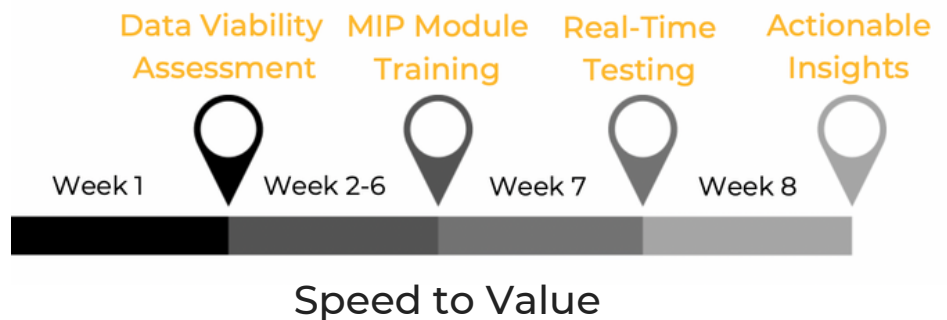 Data Viability
Assessment
MIP Module
Training
Real-Time
Testing
Actionable
Insights
Week 1
Week 2-6
Week 7
Week 8
Speed to Value